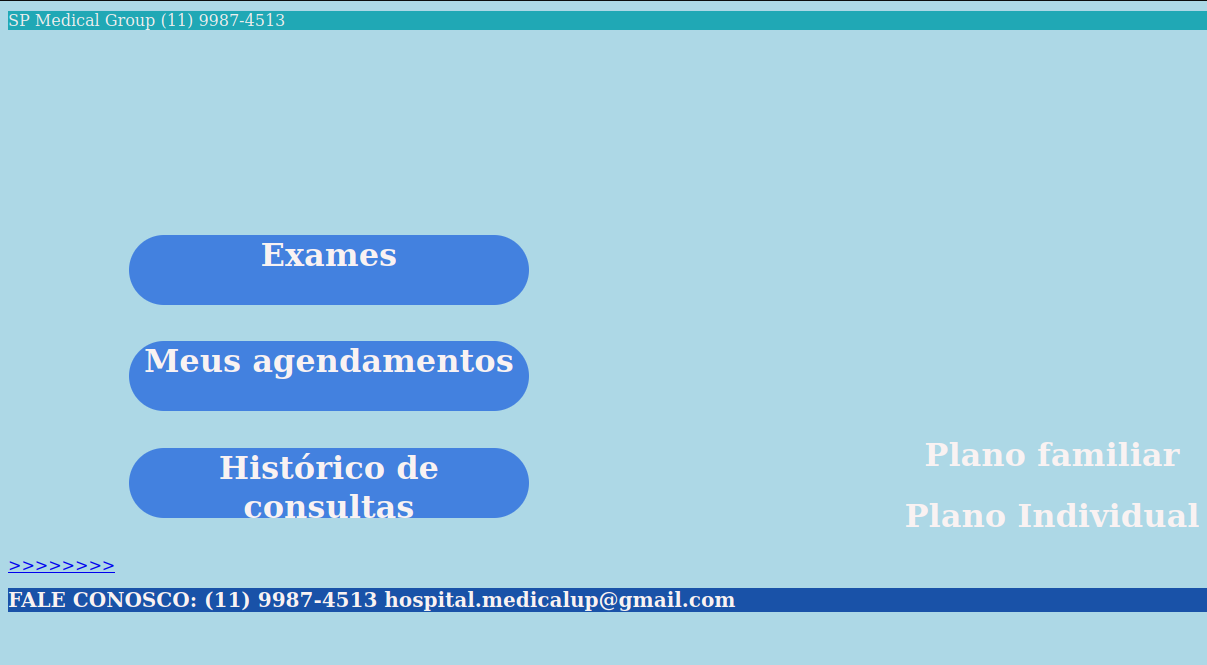 SP Medical Group (11) 9987-4513
Exames
Meus agendamentos
Histórico de
consultas
Plano familiar
Plano Individual
>>>>>>>>
FALE CONOSCO: (11) 9987-4513 hospital.medicalup@gmail.com